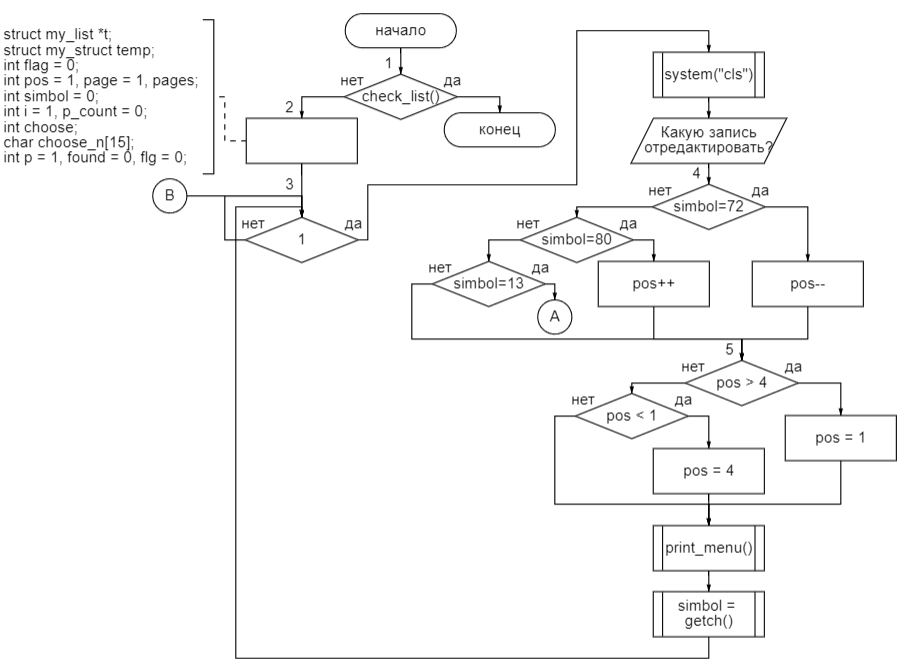 struct my_list *t;
struct my_struct temp;
int flag = 0;
int pos = 1, page = 1, pages;
int simbol = 0;
int i = 1, p_count = 0;
int choose;
char choose_n[15];
int p = 1, found = 0, flg = 0;
начало
1
нет
да
check_list()
конец
2
3
B
нет
да
1
system("cls")
Какую запись
отредактировать?
4
нет
да
simbol=72
нет
да
simbol=80
нет
да
simbol=13
pos++
pos--
A
5
нет
да
pos > 4
нет
да
pos < 1
pos = 1
pos = 4
print_menu()
simbol =
getch()